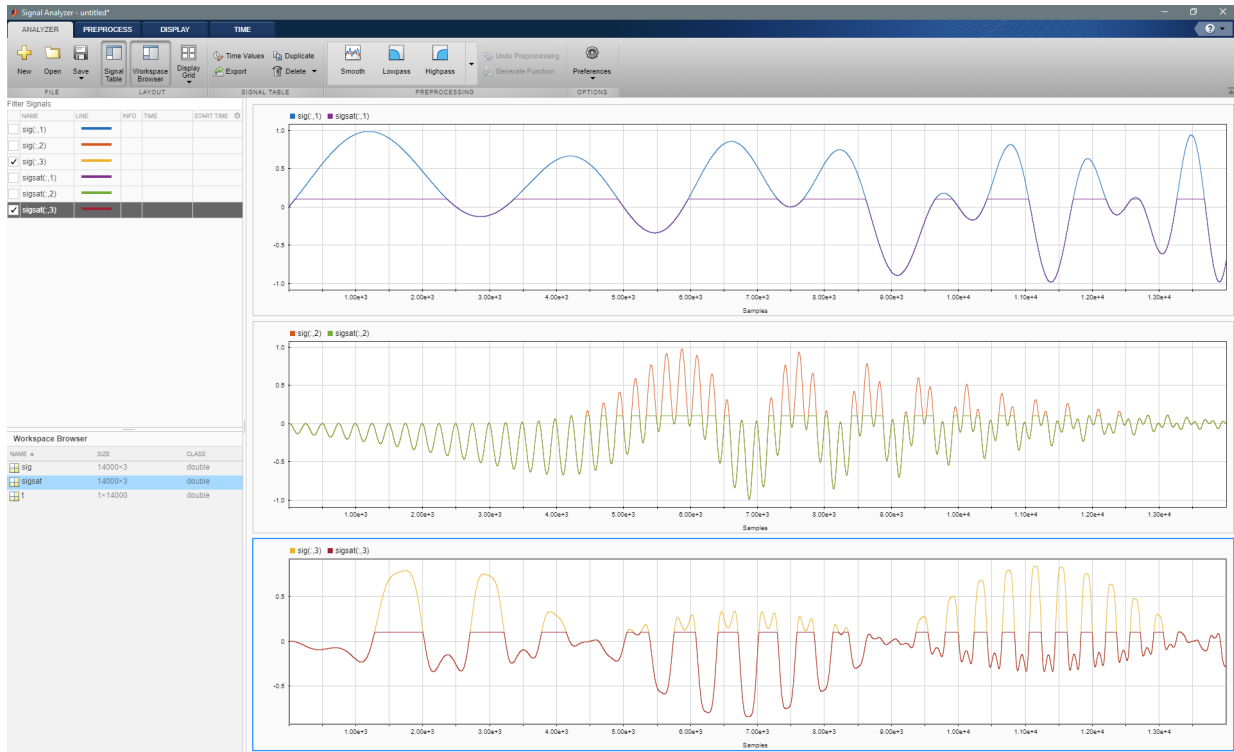 Signal Analyzer - untitled*
ANALYZER PREPROCESS DISPLAY TIME
New Open Save Signal Table Workspace Browser Display Grid Time Values Duplicate Export Delete Smooth Lowpass Highpass Undo Preprocessing Generate Function Preferences
FILE LAYOUT SIGNAL TABLE PREPROCESSING OPTIONS
Filter Signals
NAME LINE INFO TIME START TIME
sig(:,1)
sig(:,2)
sig(:,3)
sigsat(:,1)
sigsat(:,2)
sigsat(:,3)
Workspace Browser
NAME SIZE CLASS
sig 14000×3 double
sigsat 14000×3 double
t 1×14000 double
sig(:,1) sigsat(:,1)
1.0
0.5
0
-0.5
-1.0
1.00e+3 2.00e+3 3.00e+3 4.00e+3 5.00e+3 6.00e+3 7.00e+3 8.00e+3 9.00e+3 1.00e+4 1.10e+4 1.20e+4 1.30e+4
Samples
sig(:,2) sigsat(:,2)
1.0
0.5
0
-0.5
-1.0
1.00e+3 2.00e+3 3.00e+3 4.00e+3 5.00e+3 6.00e+3 7.00e+3 8.00e+3 9.00e+3 1.00e+4 1.10e+4 1.20e+4 1.30e+4
Samples
sig(:,3) sigsat(:,3)
0.5
0
-0.5
1.00e+3 2.00e+3 3.00e+3 4.00e+3 5.00e+3 6.00e+3 7.00e+3 8.00e+3 9.00e+3 1.00e+4 1.10e+4 1.20e+4 1.30e+4
Samples